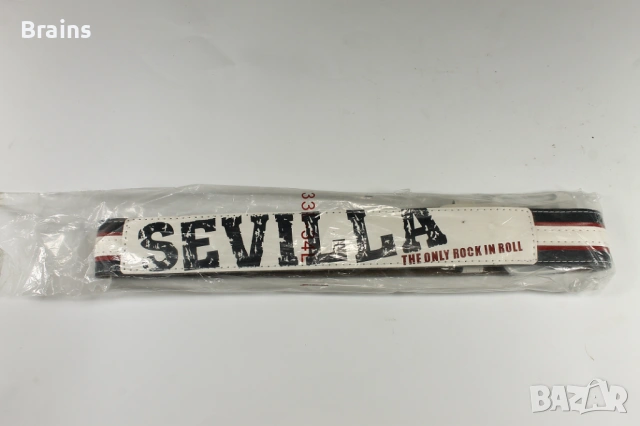 Brains
SEVILLA
THE ONLY ROCK IN ROLL
BAZAR